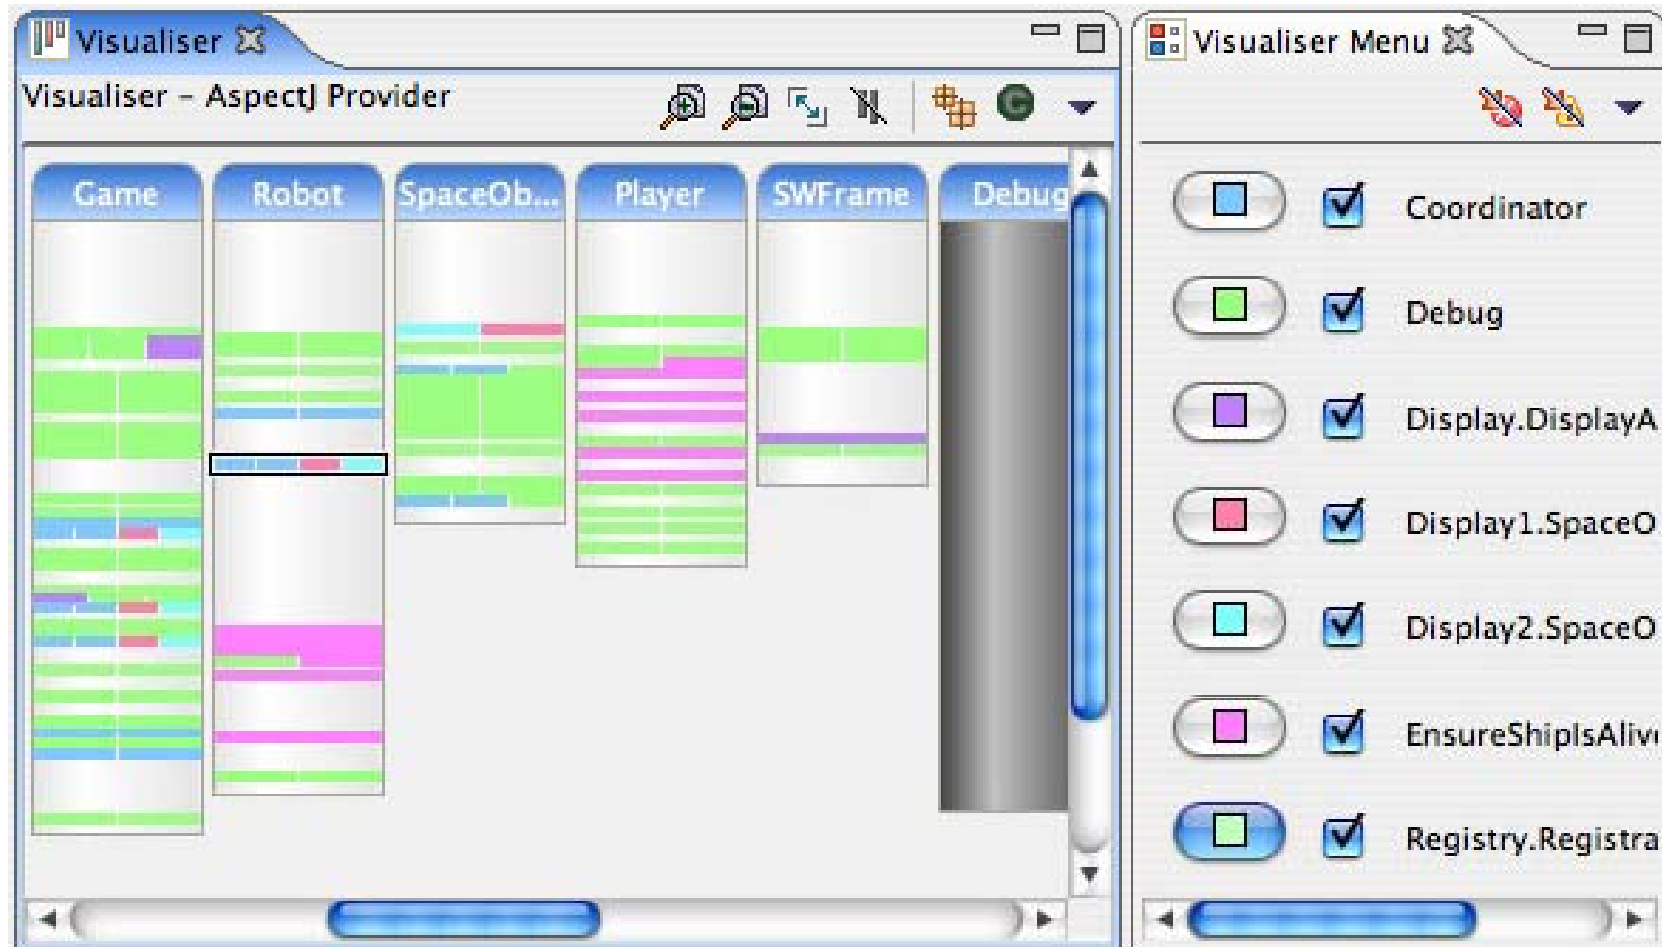 Visualiser
Visualiser Menu
Visualiser – AspectJ Provider
Game
Robot
SpaceOb...
Player
SWFrame
Debug
Coordinator
Debug
Display.DisplayA
Display1.SpaceO
Display2.SpaceO
EnsureShipIsAliv
Registry.Registra